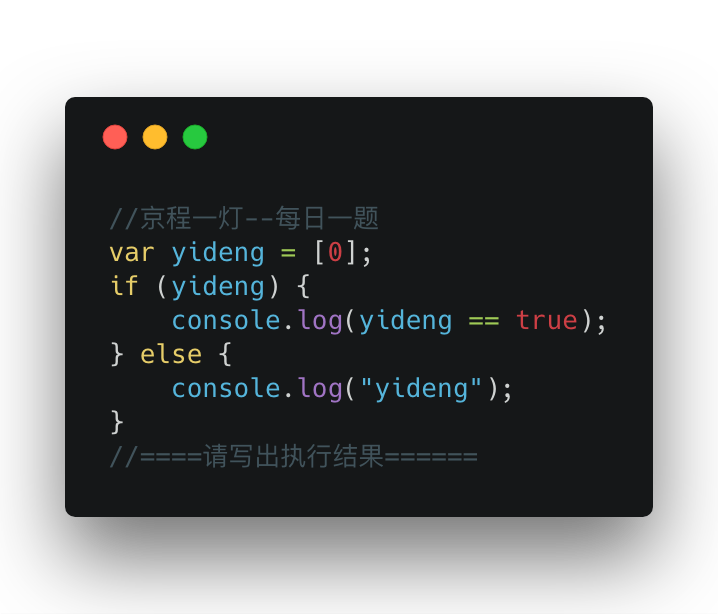 //京程一灯--每日一题
var yideng = [0];
if (yideng) {
    console.log(yideng == true);
} else {
    console.log("yideng");
}
//====请写出执行结果======